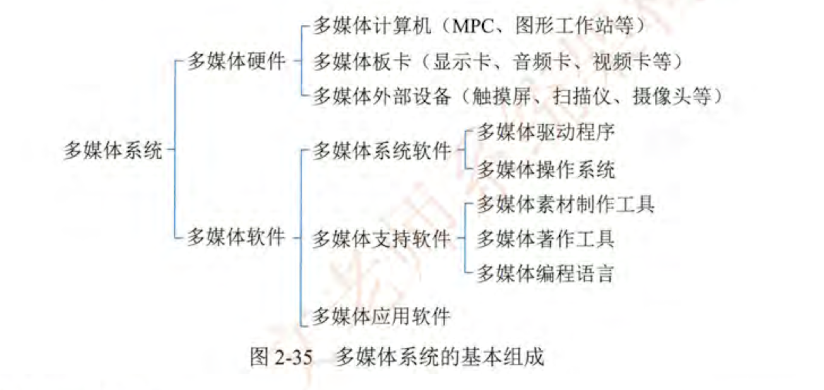 多媒体计算机（MPC、图形工作站等）
多媒体硬件
多媒体板卡（显示卡、音频卡、视频卡等）
多媒体外部设备（触摸屏、扫描仪、摄像头等）
多媒体系统
多媒体系统软件
多媒体驱动程序
多媒体操作系统
多媒体软件
多媒体支持软件
多媒体素材制作工具
多媒体著作工具
多媒体编程语言
多媒体应用软件
图 2-35 多媒体系统的基本组成